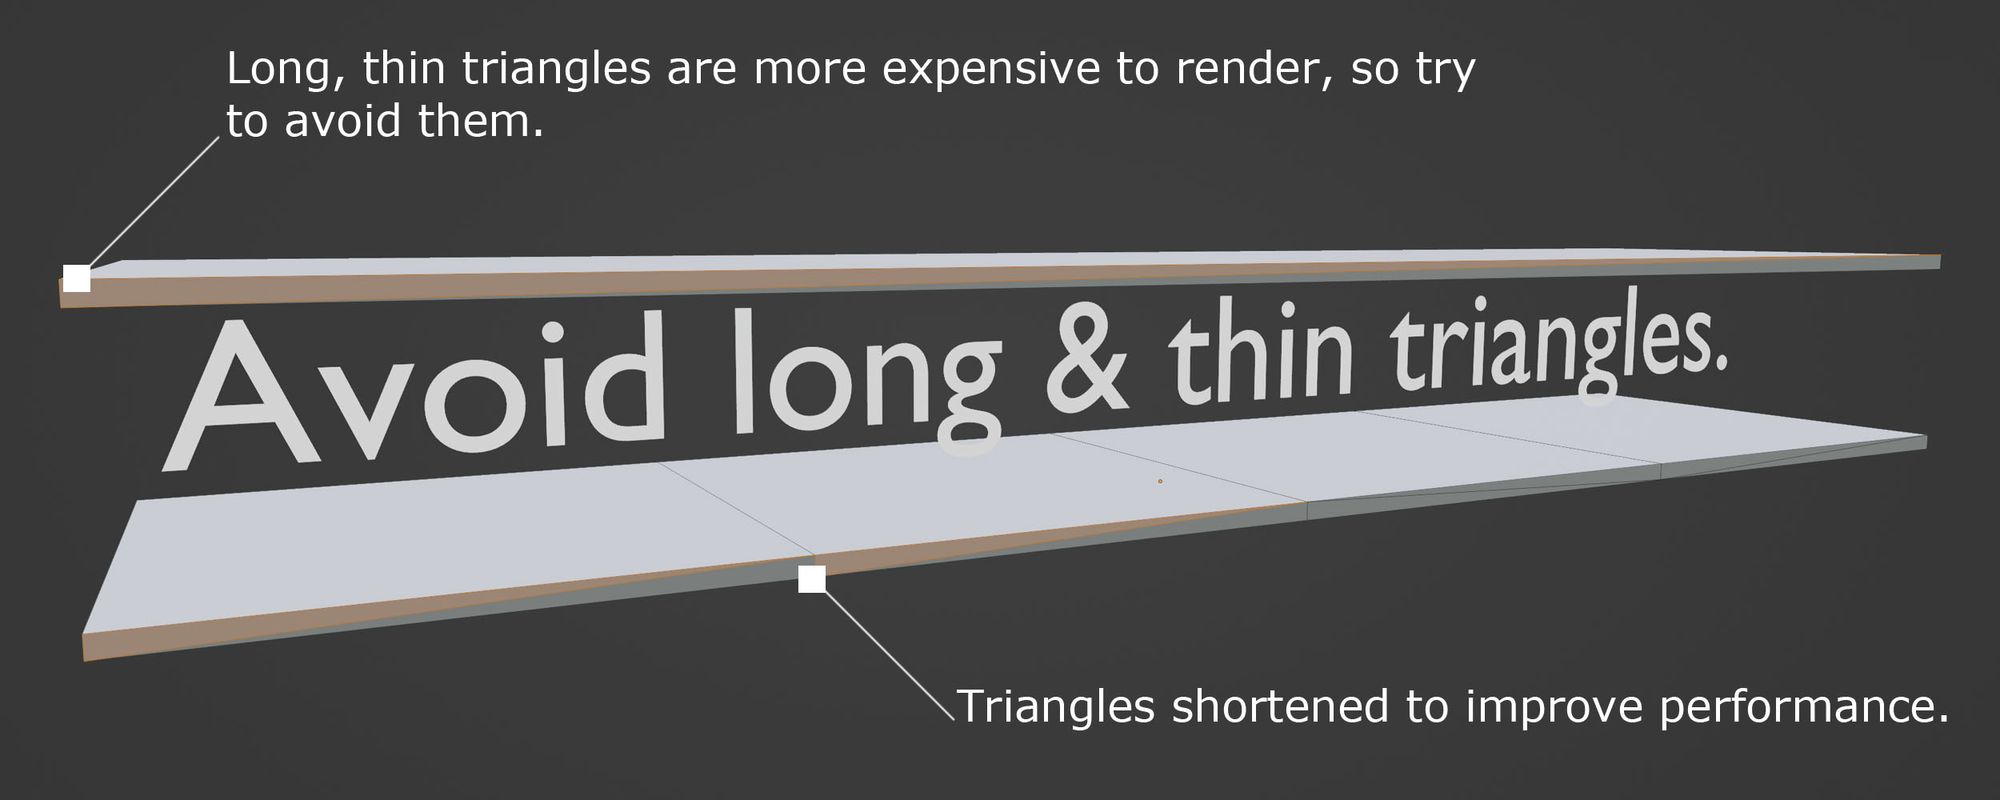 Long, thin triangles are more expensive to render, so try
to avoid them.
Avoid long & thin triangles.
Triangles shortened to improve performance.